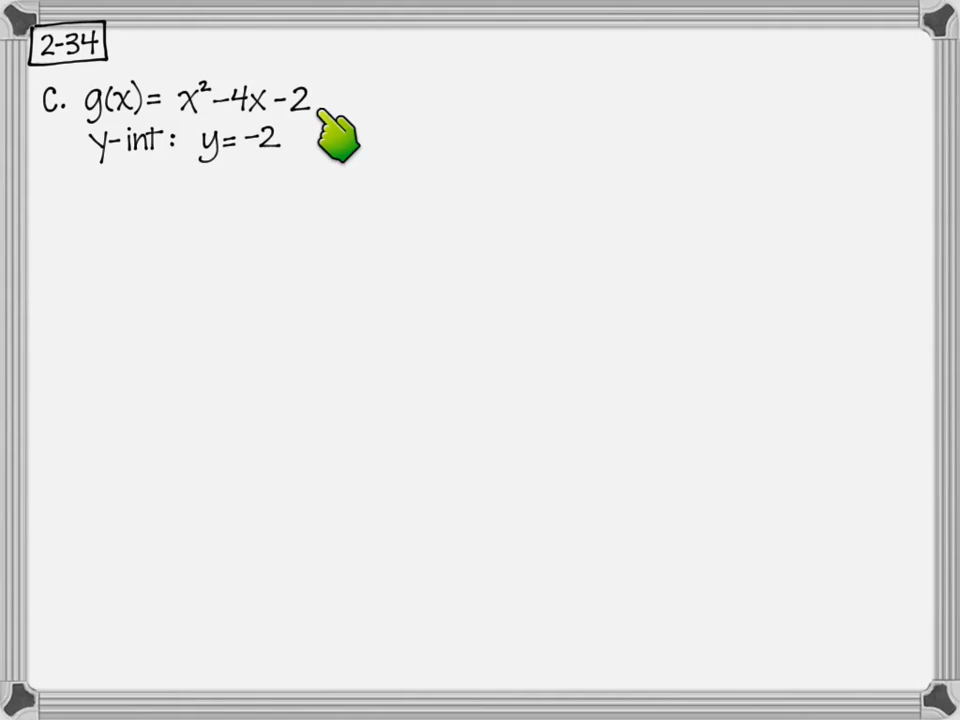 2-34
c. g(x) = x² - 4x - 2
y-int: y = -2